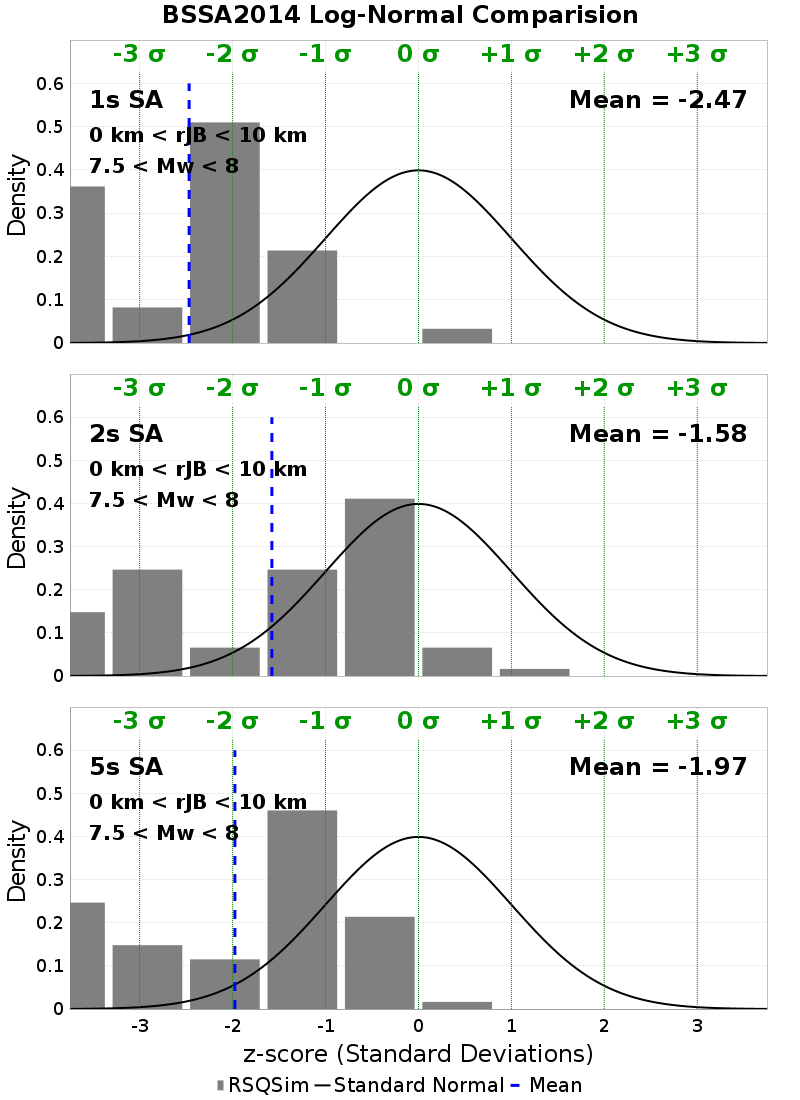 BSSA2014 Log-Normal Comparision
-3 σ -2 σ -1 σ 0 σ +1 σ +2 σ +3 σ
1s SA
Mean = -2.47
0 km < rJB < 10 km
7.5 < Mw < 8
Density
0.6
0.5
0.4
0.3
0.2
0.1
0
-3 σ -2 σ -1 σ 0 σ +1 σ +2 σ +3 σ
2s SA
Mean = -1.58
0 km < rJB < 10 km
7.5 < Mw < 8
Density
0.6
0.5
0.4
0.3
0.2
0.1
0
-3 σ -2 σ -1 σ 0 σ +1 σ +2 σ +3 σ
5s SA
Mean = -1.97
0 km < rJB < 10 km
7.5 < Mw < 8
Density
0.6
0.5
0.4
0.3
0.2
0.1
0
-3 -2 -1 0 1 2 3
z-score (Standard Deviations)
RSQSim Standard Normal Mean